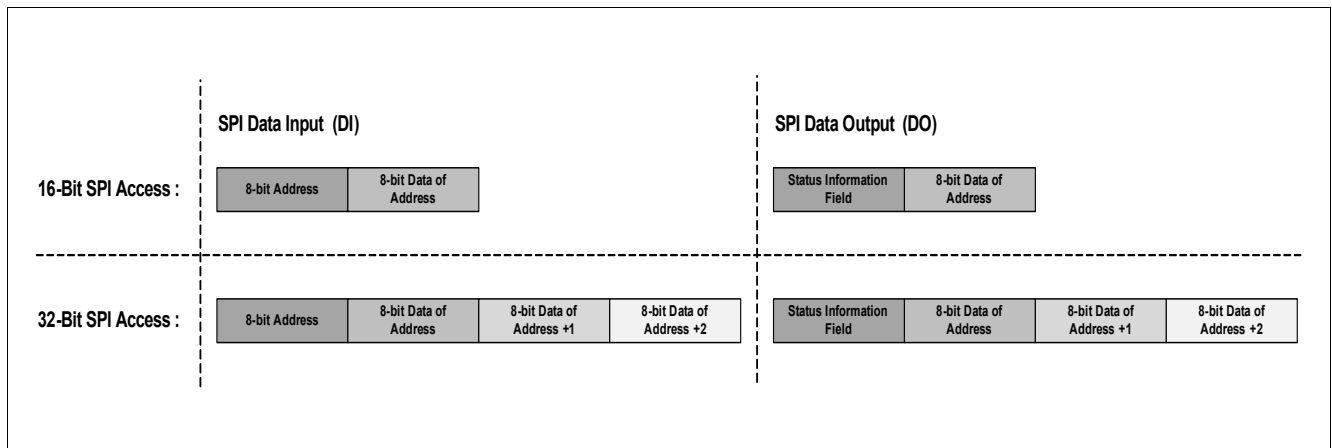 SPI Data Input (DI)
SPI Data Output (DO)
16-Bit SPI Access :
8-bit Address
8-bit Data of
Address
Status Information
Field
8-bit Data of
Address
32-Bit SPI Access :
8-bit Address
8-bit Data of
Address
8-bit Data of
Address +1
8-bit Data of
Address +2
Status Information
Field
8-bit Data of
Address
8-bit Data of
Address +1
8-bit Data of
Address +2